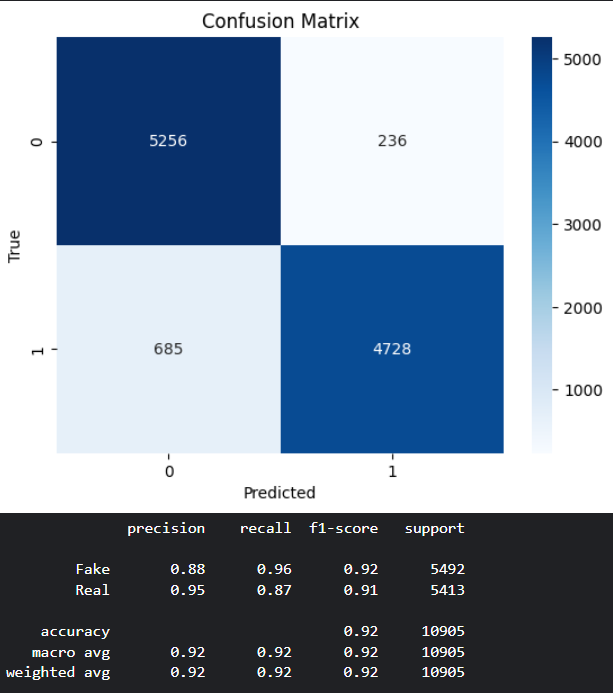 Confusion Matrix
5256 236
685 4728
0
1
True
0 1
Predicted
5000
4000
3000
2000
1000
precision recall f1-score support
Fake 0.88 0.96 0.92 5492
Real 0.95 0.87 0.91 5413
accuracy 0.92 10905
macro avg 0.92 0.92 0.92 10905
weighted avg 0.92 0.92 0.92 10905